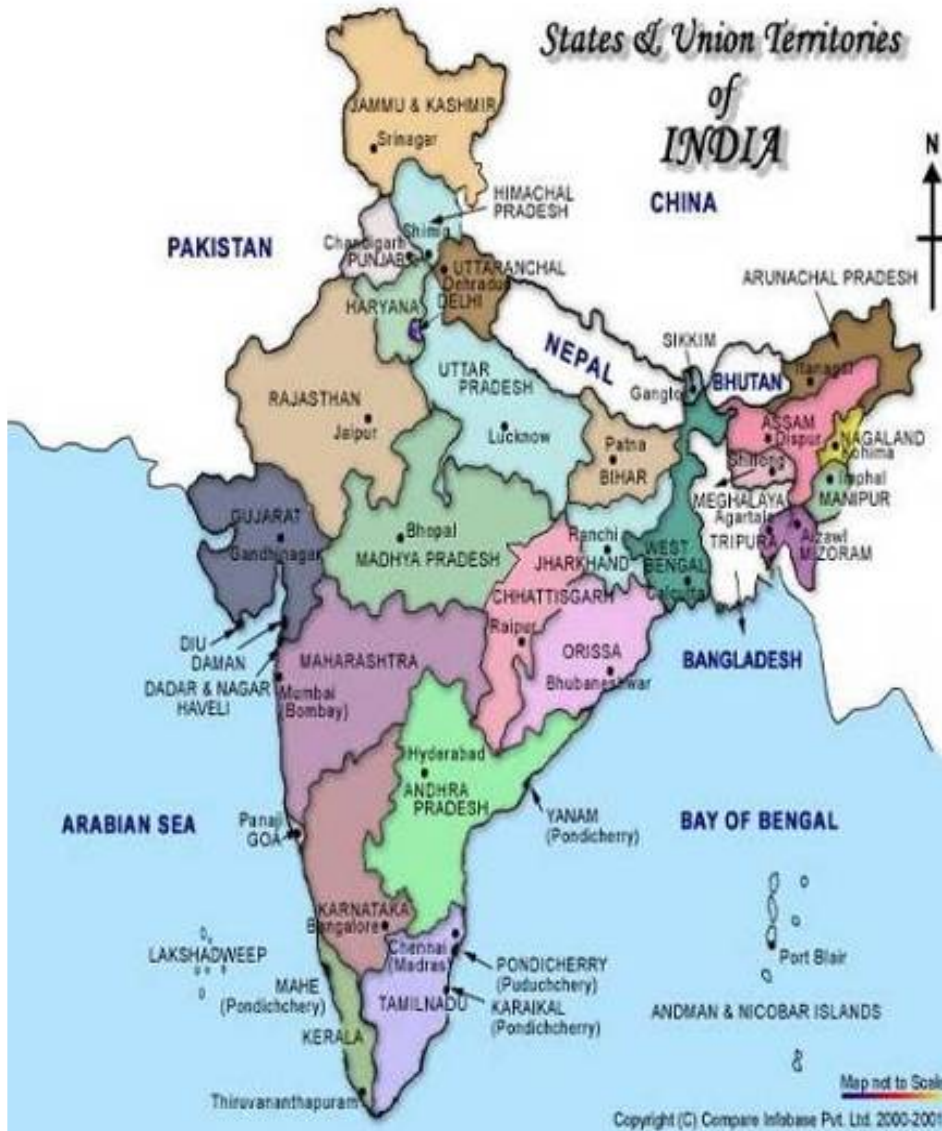 States & Union Territories
of
INDIA
N
JAMMU & KASHMIR
Srinagar
HIMACHAL
PRADESH
CHINA
PAKISTAN
Shimla
Chandigarh
PUNJAB
UTTARANCHAL
Dehradun
DELHI
HARYANA
ARUNACHAL PRADESH
NEPAL
SIKKIM
BHUTAN
Itanagar
Gangtok
UTTAR
PRADESH
RAJASTHAN
Jaipur
Lucknow
Patna
BIHAR
ASSAM
Dispur
NAGALAND
Kohima
Shillong
Imphal
MEGHALAYA
MANIPUR
Agartala
TRIPURA
Aizawl
MIZORAM
GUJARAT
Gandhinagar
Bhopal
MADHYA PRADESH
Ranchi
JHARKHAND
WEST
BENGAL
Calcutta
CHHATTISGARH
Raipur
ORISSA
Bhubaneshwar
BANGLADESH
DIU
DAMAN
DADAR & NAGAR
HAVELI
MAHARASHTRA
Mumbai
(Bombay)
Hyderabad
ANDHRA
PRADESH
YANAM
(Pondicherry)
ARABIAN SEA
Panaji
GOA
BAY OF BENGAL
KARNATAKA
Bangalore
LAKSHADWEEP
Chennai
(Madras)
PONDICHERRY
(Puduchery)
Port Blair
MAHE
(Pondichchery)
TAMILNADU
KARAIKAL
(Pondichcherry)
ANDMAN & NICOBAR ISLANDS
KERALA
Thiruvananthapuram
Map not to Scale
Copyright (C) Compare Infobase Pvt. Ltd. 2000-2001